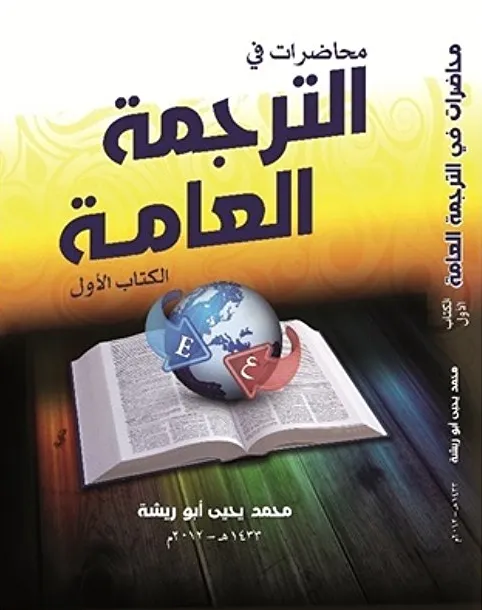 محاضرات في
الترجمة
العامة
الكتاب الأول
E
ع
محمد يحيى أبو ريشة
١٤٣٣هـ - ٢٠١٢م
محاضرات في الترجمة العامة
الكتاب
الأول
محمد يحيى أبو ريشة
١٤٣٣هـ - ٢٠١٢م